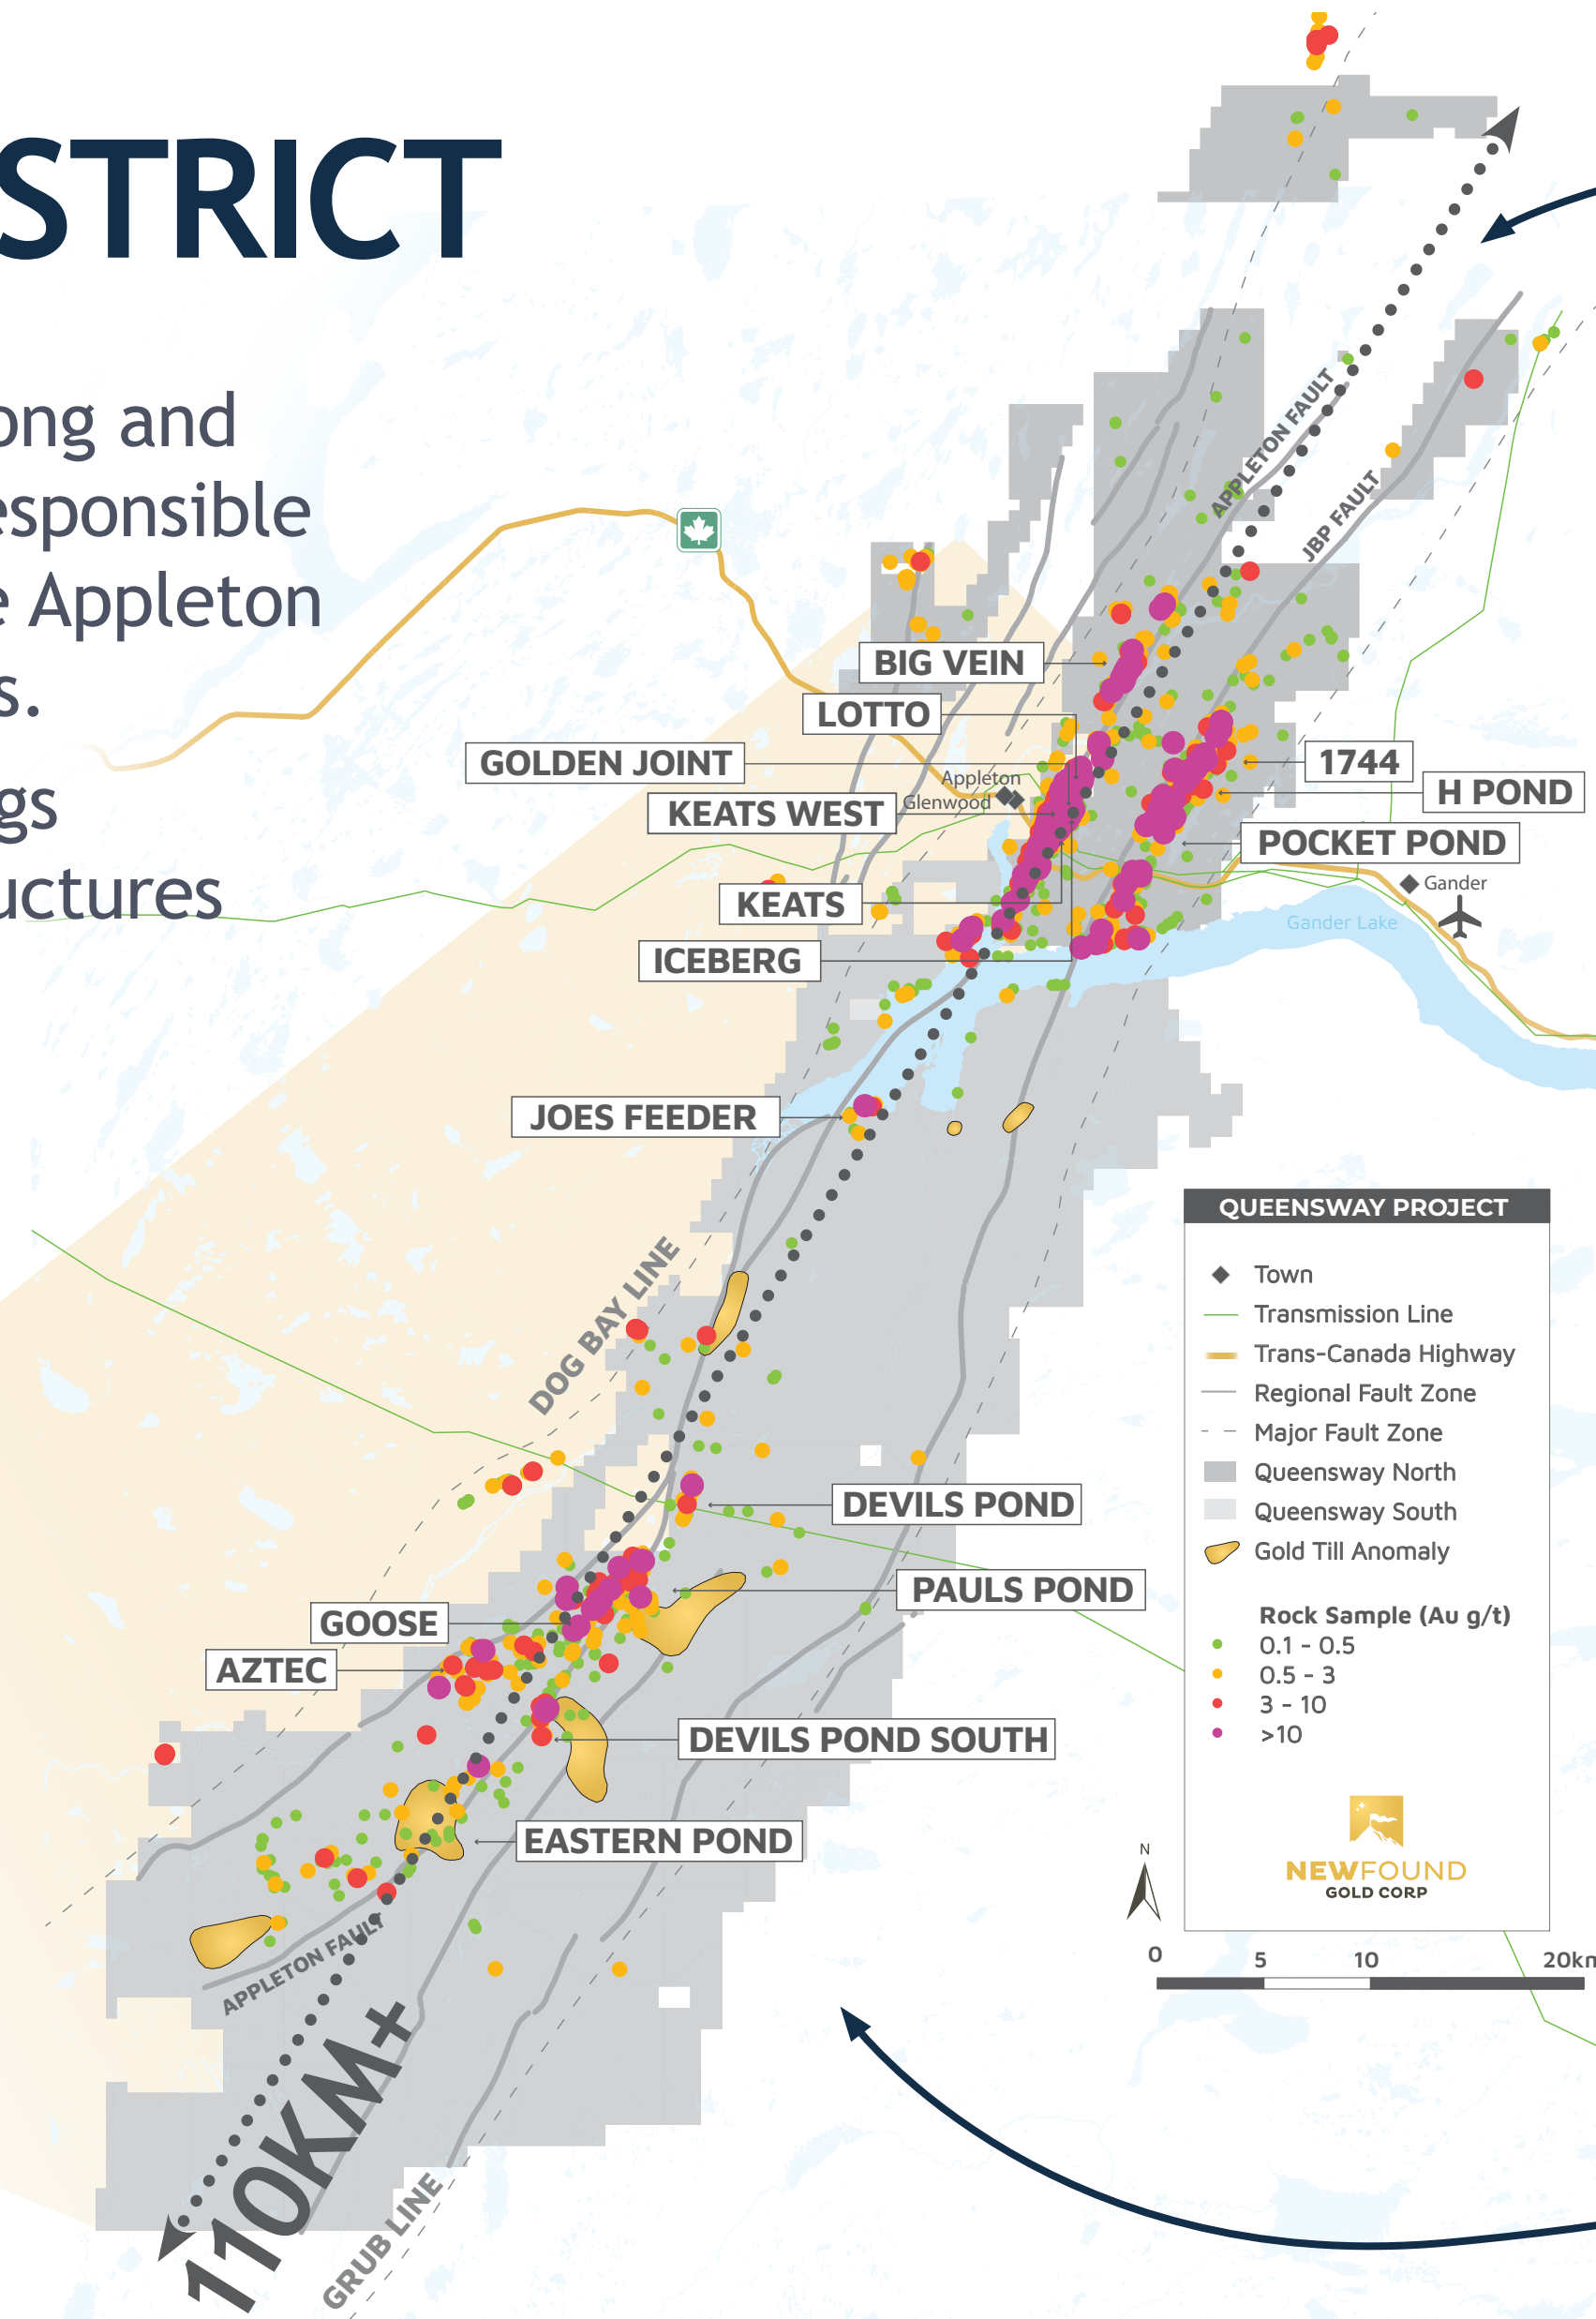 STRICT
ong and
esponsible
e Appleton
s.
gs
uctures
APPLETON FAULT
JBP FAULT
BIG VEIN
LOTTO
GOLDEN JOINT
1744
Appleton
H POND
KEATS WEST
Glenwood
POCKET POND
KEATS
Gander
Gander Lake
ICEBERG
JOES FEEDER
DOG BAY LINE
DEVILS POND
PAULS POND
GOOSE
AZTEC
DEVILS POND SOUTH
EASTERN POND
APPLETON FAULT
110KM+
GRUB LINE
QUEENSWAY PROJECT
Town
Transmission Line
Trans-Canada Highway
Regional Fault Zone
Major Fault Zone
Queensway North
Queensway South
Gold Till Anomaly
Rock Sample (Au g/t)
0.1 - 0.5
0.5 - 3
3 - 10
>10
NEWFOUND
GOLD CORP
N
0 5 10 20km